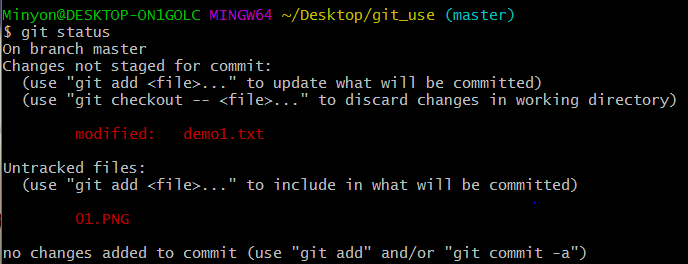 Minyon@DESKTOP-ON1GOLC MINGW64 ~/Desktop/git_use (master)
$ git status
On branch master
Changes not staged for commit:
  (use "git add <file>..." to update what will be committed)
  (use "git checkout -- <file>..." to discard changes in working directory)
        modified:   demo1.txt
Untracked files:
  (use "git add <file>..." to include in what will be committed)
        01.PNG
no changes added to commit (use "git add" and/or "git commit -a")